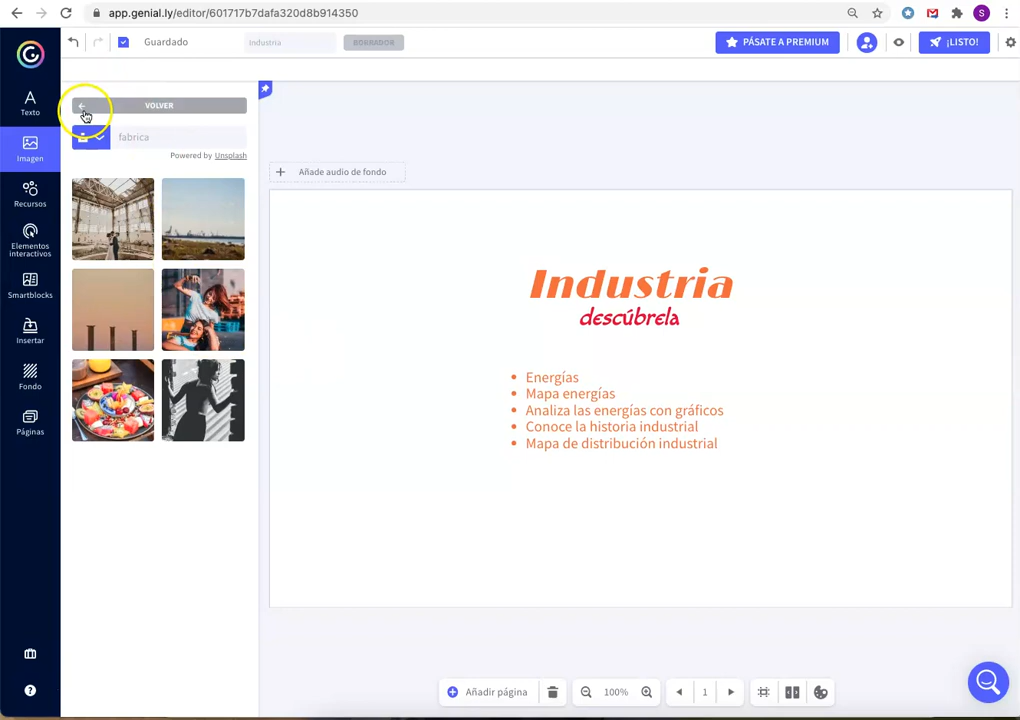 app.genial.ly/editor/601717b7dafa320d8b914350
S
Guardado
Industria
BORRADOR
PÁSATE A PREMIUM
¡LISTO!
Texto
Imagen
Recursos
Elementos
interactivos
Smartblocks
Insertar
Fondo
Páginas
VOLVER
fabrica
Powered by Unsplash
Añade audio de fondo
Industria
descúbrela
• Energías
• Mapa energías
• Analiza las energías con gráficos
• Conoce la historia industrial
• Mapa de distribución industrial
Añadir página
100%
1